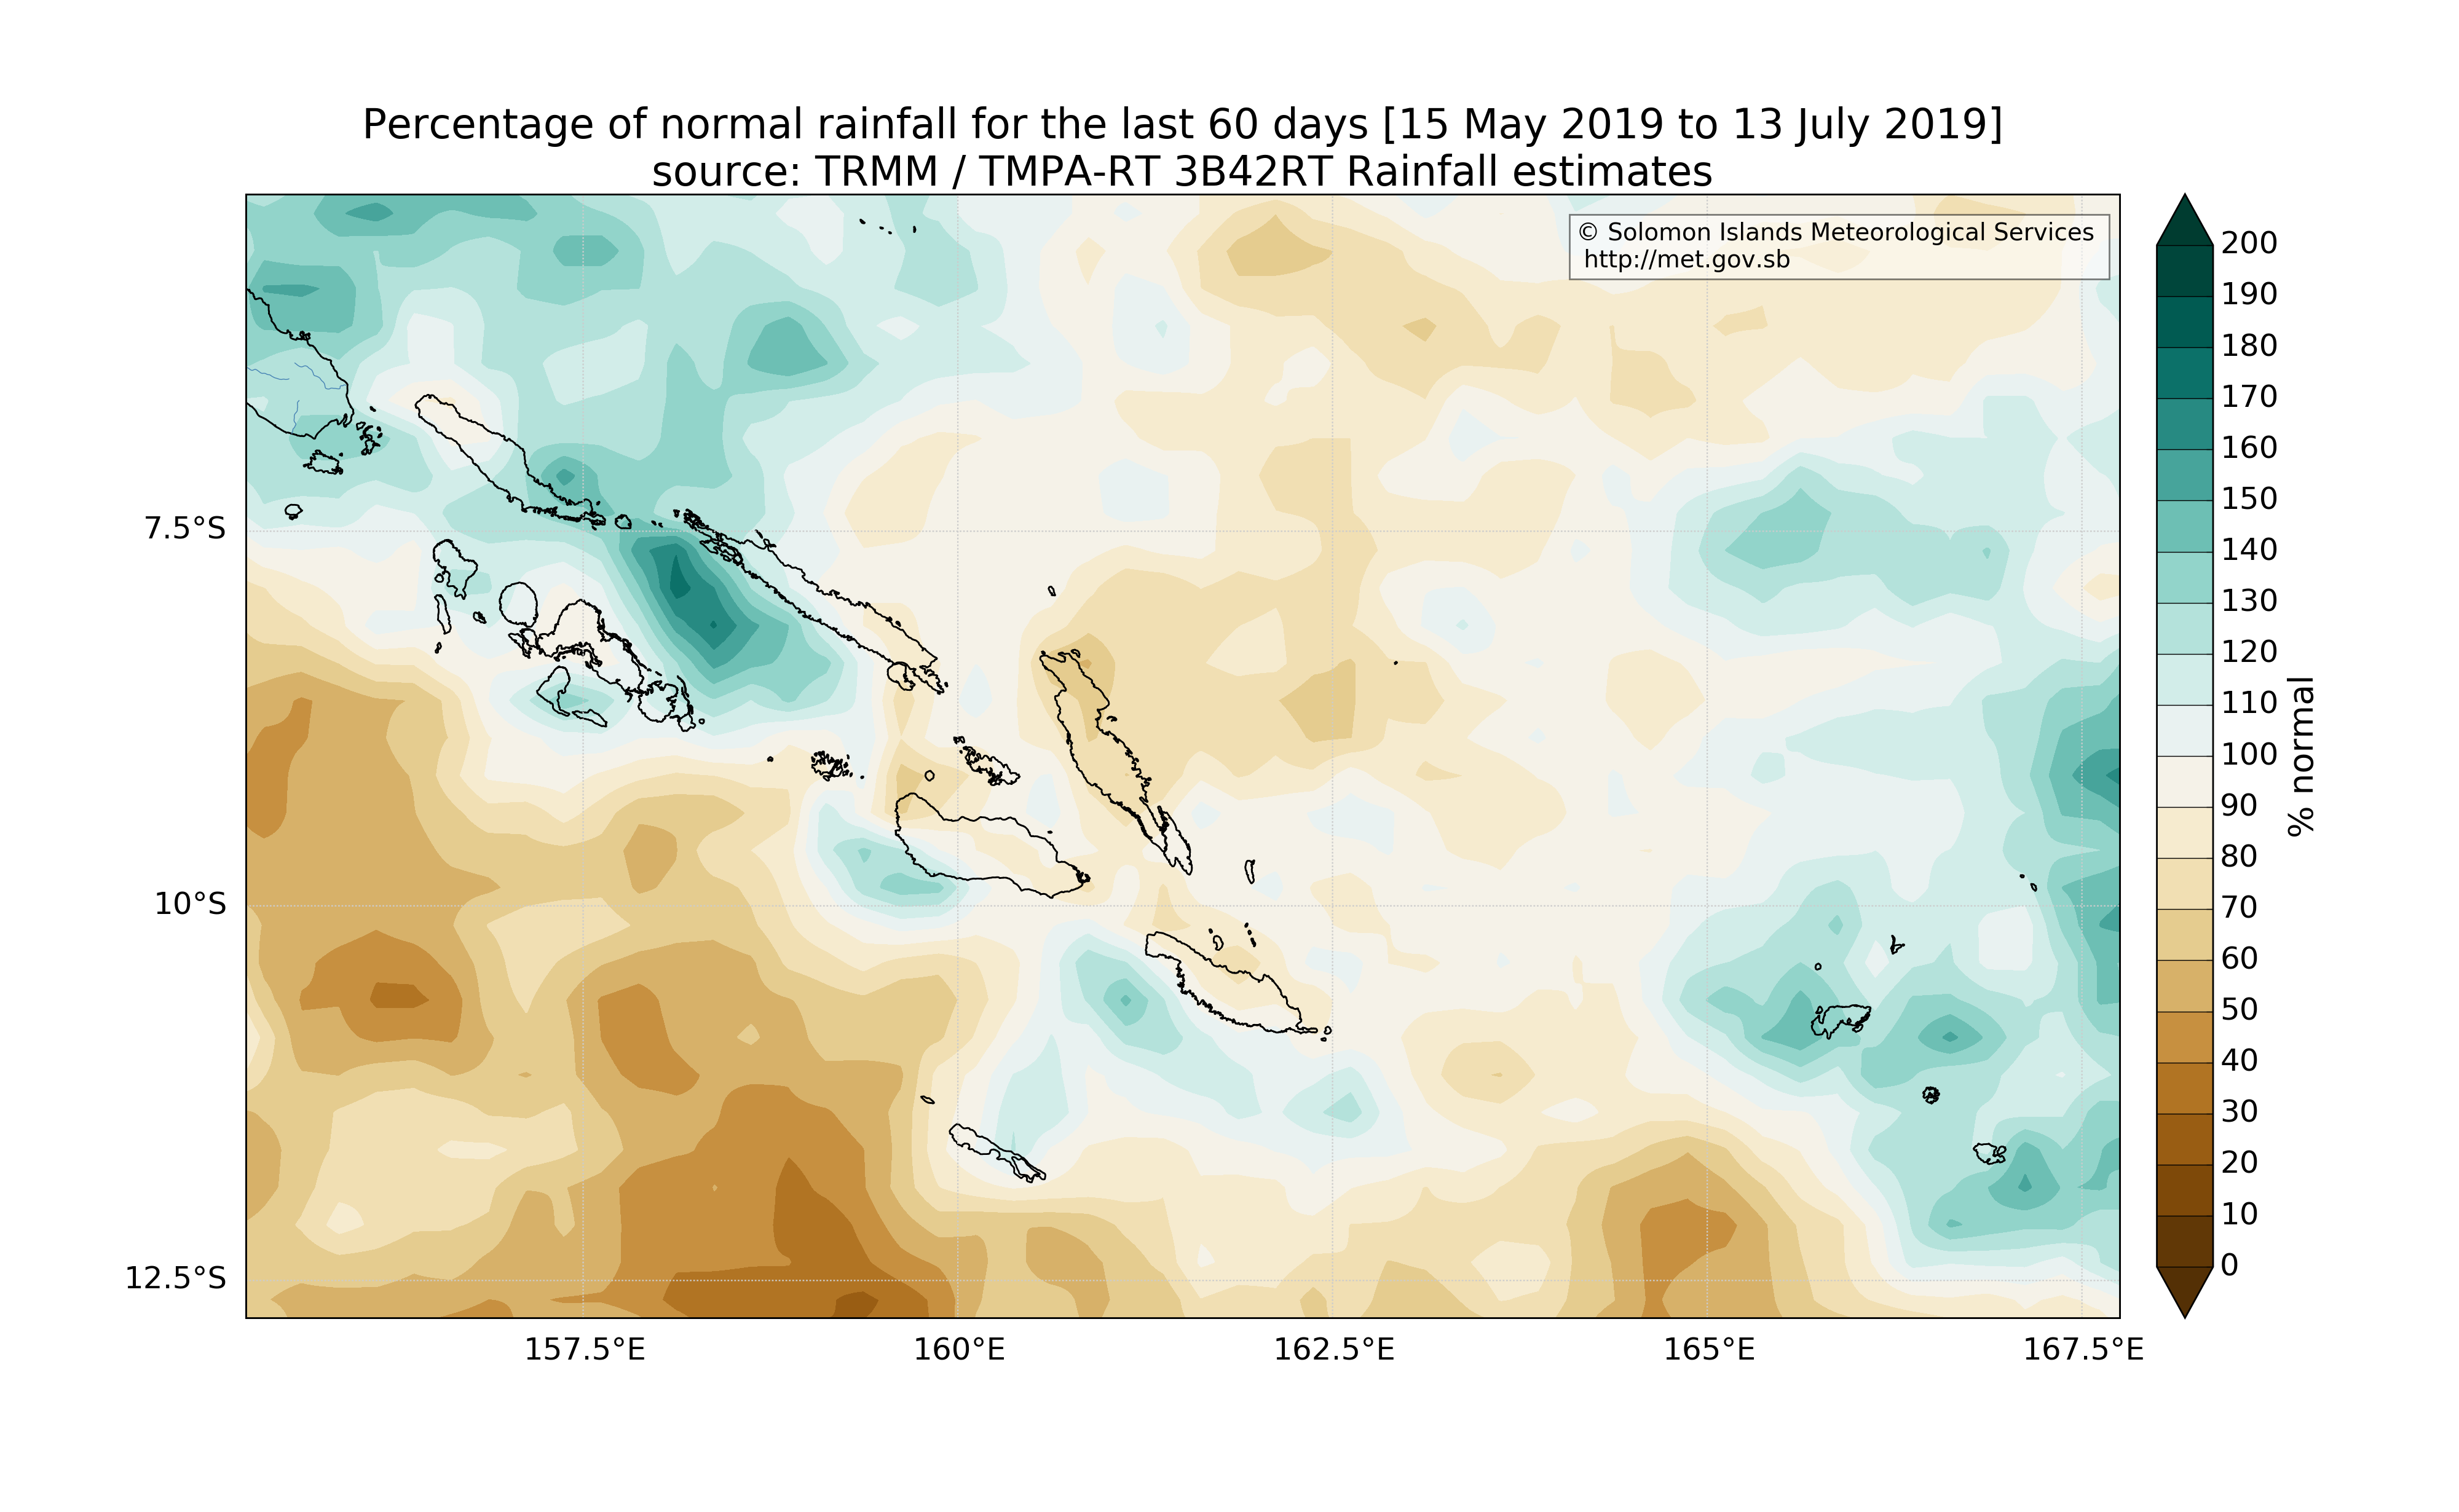 Percentage of normal rainfall for the last 60 days [15 May 2019 to 13 July 2019]
source: TRMM / TMPA-RT 3B42RT Rainfall estimates
© Solomon Islands Meteorological Services
http://met.gov.sb
7.5°S
10°S
12.5°S
157.5°E
160°E
162.5°E
165°E
167.5°E
200
190
180
170
160
150
140
130
120
110
100
90
80
70
60
50
40
30
20
10
0
% normal